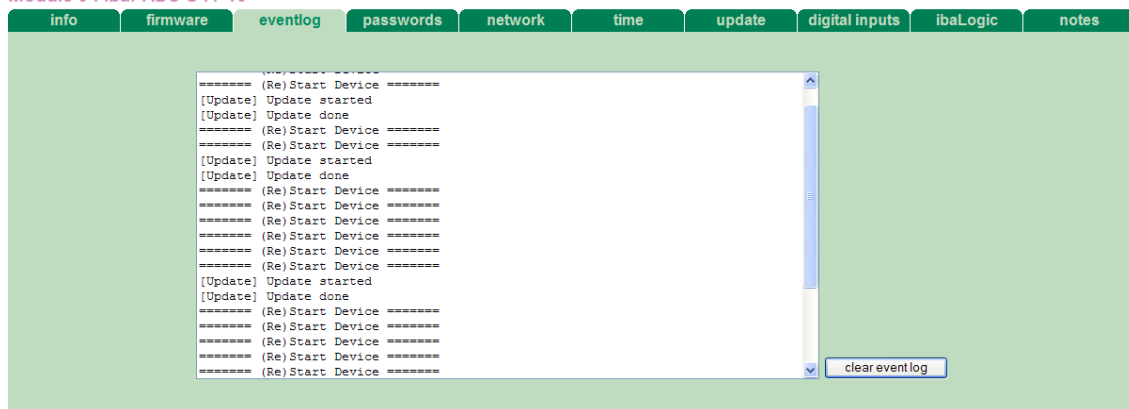 info firmware eventlog passwords network time update digital inputs ibaLogic notes
======= (Re)Start Device =======
[Update] Update started
[Update] Update done
======= (Re)Start Device =======
======= (Re)Start Device =======
[Update] Update started
[Update] Update done
======= (Re)Start Device =======
======= (Re)Start Device =======
======= (Re)Start Device =======
======= (Re)Start Device =======
======= (Re)Start Device =======
======= (Re)Start Device =======
[Update] Update started
[Update] Update done
======= (Re)Start Device =======
======= (Re)Start Device =======
======= (Re)Start Device =======
======= (Re)Start Device =======
======= (Re)Start Device =======
clear event log